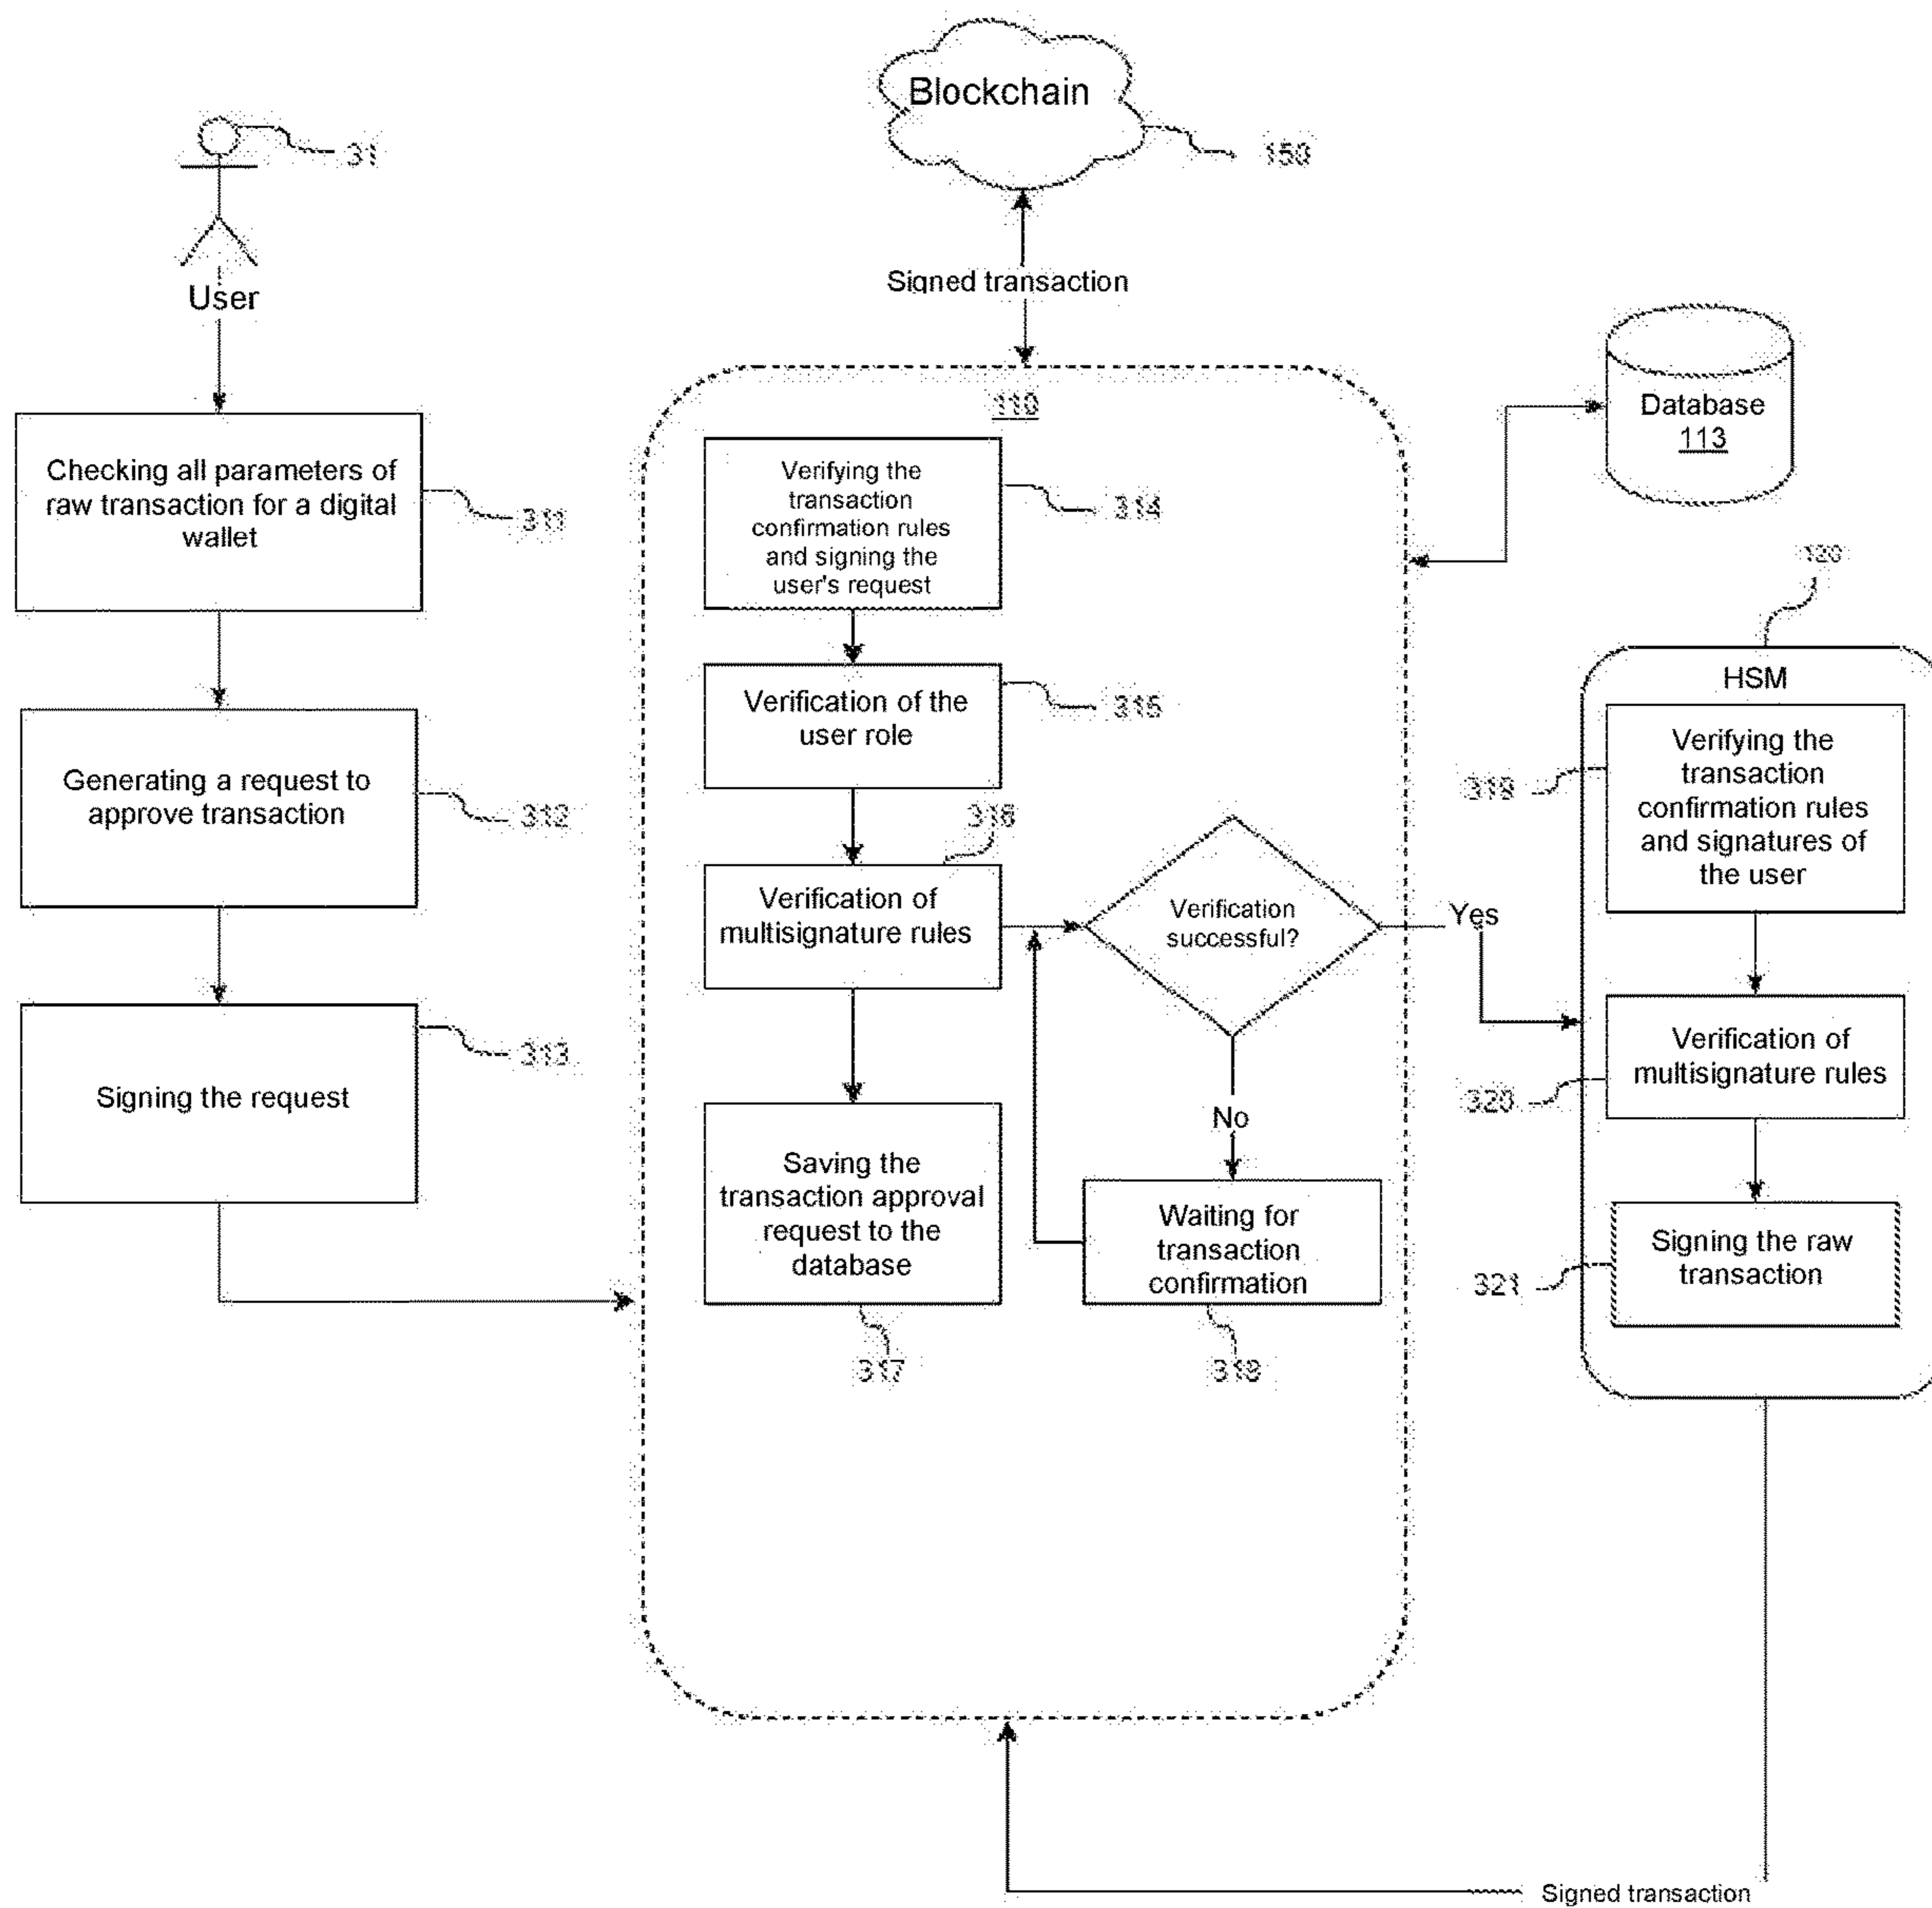 Blockchain
31
150
Signed transaction
User
110
Database
113
Checking all parameters of
raw transaction for a digital
wallet
311
Verifying the
transaction
confirmation rules
and signing the
user's request
314
120
HSM
Verification of the
user role
315
Verifying the
transaction
confirmation rules
and signatures of
the user
319
Generating a request to
approve transaction
312
316
Verification of
multisignature rules
Verification
successful?
Yes
Signing the request
313
Verification of
multisignature rules
320
No
Saving the
transaction approval
request to the
database
317
Waiting for
transaction
confirmation
318
Signing the raw
transaction
321
Signed transaction